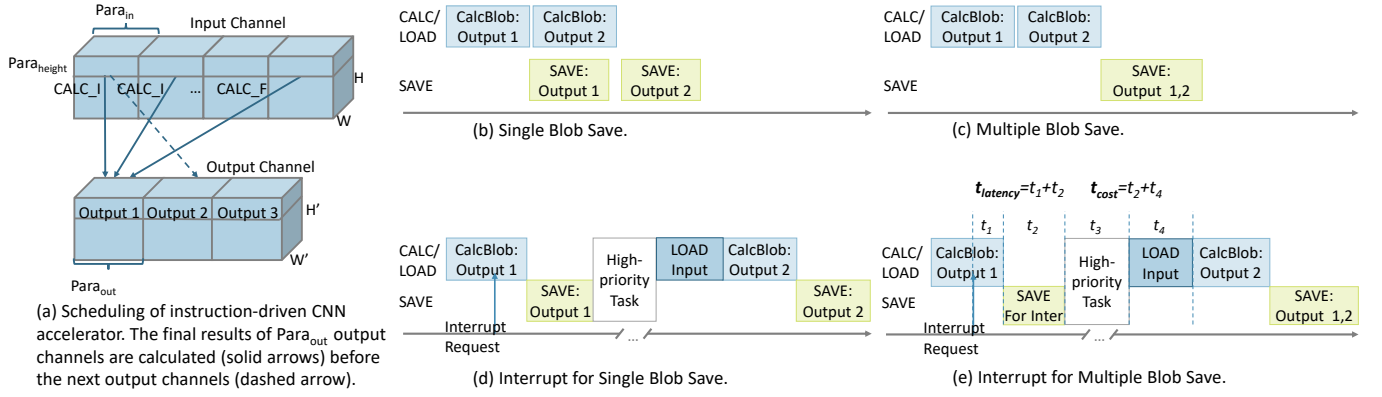 Para_in
Input Channel
Para_height
CALC_I
CALC_I
...
CALC_F
H
W
Output Channel
Output 1
Output 2
Output 3
H'
W'
Para_out
(a) Scheduling of instruction-driven CNN
accelerator. The final results of Para_out output
channels are calculated (solid arrows) before
the next output channels (dashed arrow).
CALC/
LOAD
CalcBlob:
Output 1
CalcBlob:
Output 2
SAVE
SAVE:
Output 1
SAVE:
Output 2
(b) Single Blob Save.
CALC/
LOAD
CalcBlob:
Output 1
CalcBlob:
Output 2
SAVE
SAVE:
Output 1,2
(c) Multiple Blob Save.
CALC/
LOAD
CalcBlob:
Output 1
High-
priority
Task
LOAD
Input
CalcBlob:
Output 2
SAVE
SAVE:
Output 1
SAVE:
Output 2
Interrupt
Request
...
(d) Interrupt for Single Blob Save.
t_latency=t_1+t_2
t_cost=t_2+t_4
t_1
t_2
t_3
t_4
CALC/
LOAD
CalcBlob:
Output 1
High-
priority
Task
LOAD
Input
CalcBlob:
Output 2
SAVE
SAVE
For Inter
SAVE:
Output 1,2
Interrupt
Request
...
(e) Interrupt for Multiple Blob Save.